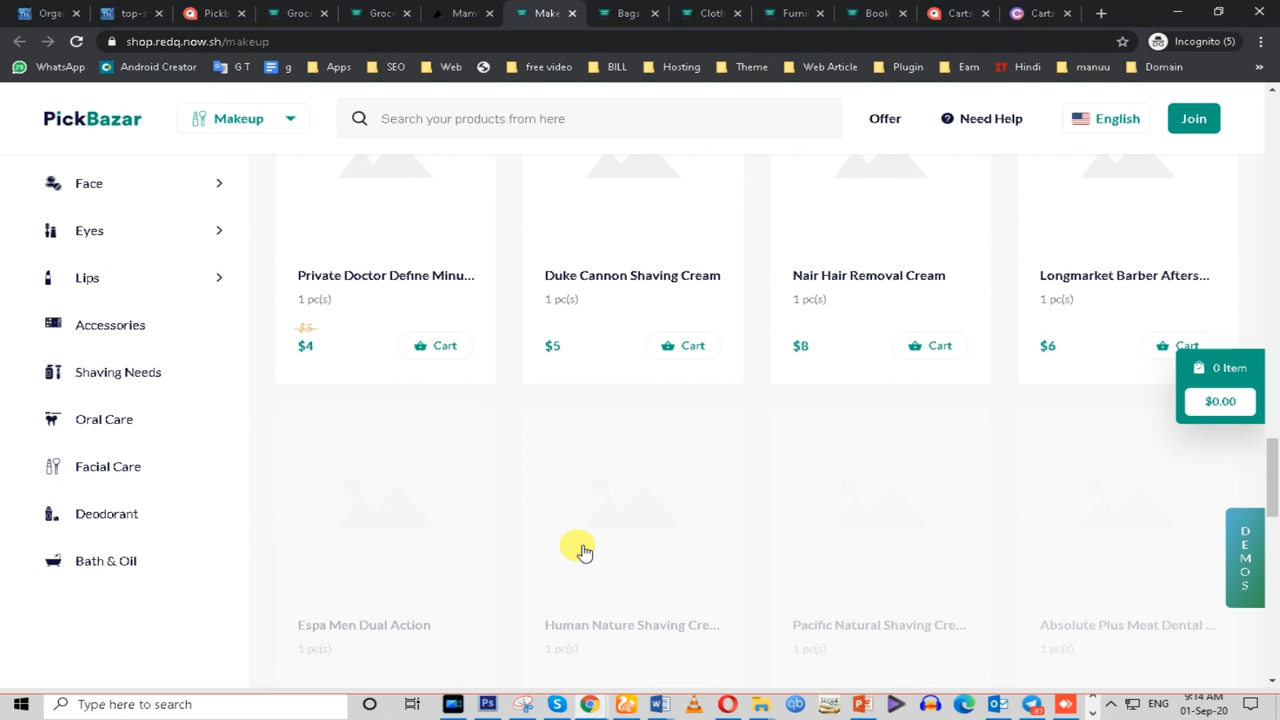 Orga
top-s
Pickb
Groce
Groce
Mam
Make
Bags
Cloth
Furni
Boo
Carts
Carts
shop.redq.now.sh/makeup
Incognito (5)
WhatsApp
Android Creator
G T
g
Apps
SEO
Web
free video
BILL
Hosting
Theme
Web Article
Plugin
Earn
IT Hindi
manuu
Domain
PickBazar
Makeup
Search your products from here
Offer
Need Help
English
Join
Face
Eyes
Lips
Accessories
Shaving Needs
Oral Care
Facial Care
Deodorant
Bath & Oil
Private Doctor Define Minu...
1 pc(s)
$5
$4
Cart
Duke Cannon Shaving Cream
1 pc(s)
$5
Cart
Nair Hair Removal Cream
1 pc(s)
$8
Cart
Longmarket Barber Afters...
1 pc(s)
$6
Cart
0 Item
$0.00
DEMOS
Espa Men Dual Action
1 pc(s)
Human Nature Shaving Cre...
1 pc(s)
Pacific Natural Shaving Cre...
1 pc(s)
Absolute Plus Meat Dental ...
1 pc(s)
Type here to search
ENG
9:14 AM
01-Sep-20